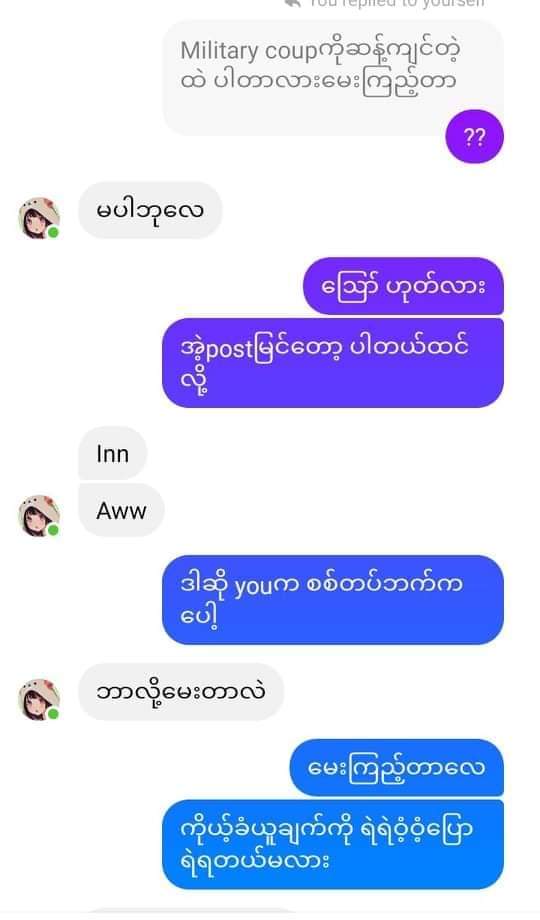 You replied to yourself
Military coupကိုဆန့်ကျင်တဲ့
ထဲ ပါတာလားမေးကြည့်တာ
??
မပါဘုလေ
သြော် ဟုတ်လား
အဲ့postမြင်တော့ ပါတယ်ထင်
လို့
Inn
Aww
ဒါဆို youက စစ်တပ်ဘက်က
ပေါ့
ဘာလို့မေးတာလဲ
မေးကြည့်တာလေ
ကိုယ့်ခံယူချက်ကို ရဲရဲဝံ့ဝံ့ပြော
ရဲရတယ်မလား